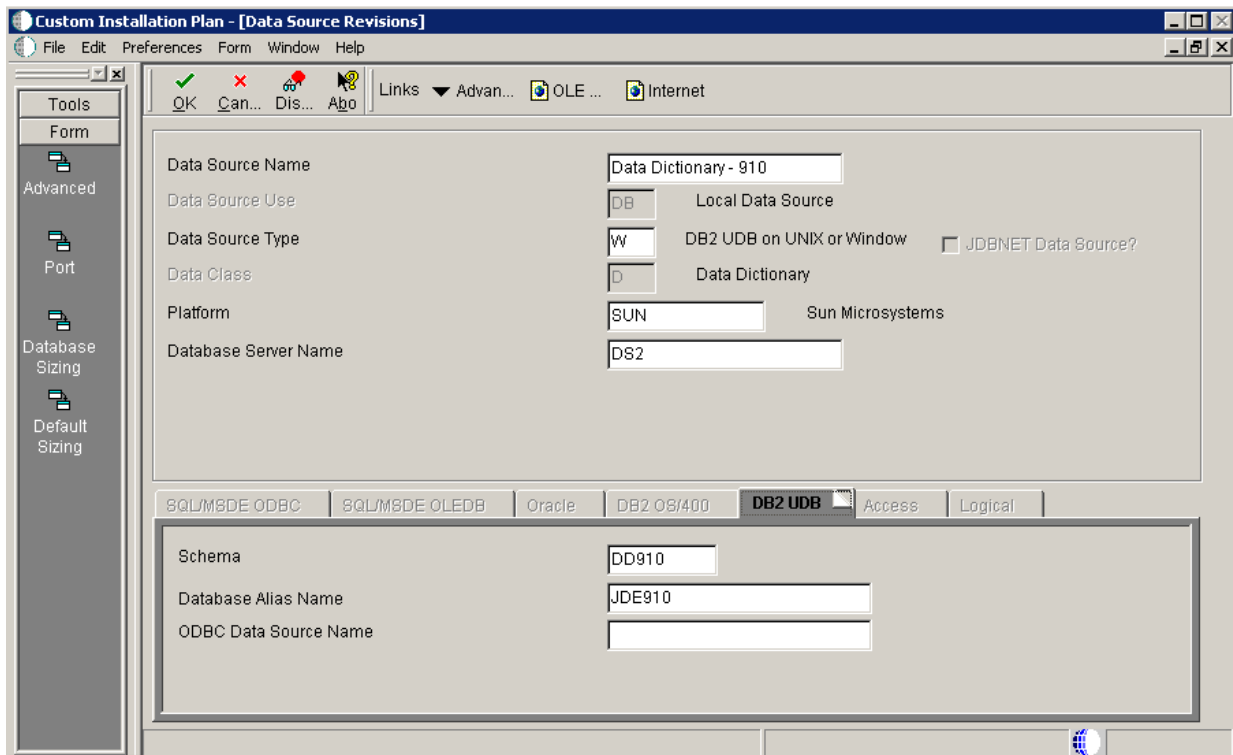 Custom Installation Plan - [Data Source Revisions]
File Edit Preferences Form Window Help
Tools
Form
Advanced
Port
Database
Sizing
Default
Sizing
OK Can... Dis... Abo Links Advan... OLE ... Internet
Data Source Name Data Dictionary - 910
Data Source Use DB Local Data Source
Data Source Type W DB2 UDB on UNIX or Window JDBNET Data Source?
Data Class D Data Dictionary
Platform SUN Sun Microsystems
Database Server Name DS2
SQL/MSDE ODBC SQL/MSDE OLEDB Oracle DB2 OS/400 DB2 UDB Access Logical
Schema DD910
Database Alias Name JDE910
ODBC Data Source Name